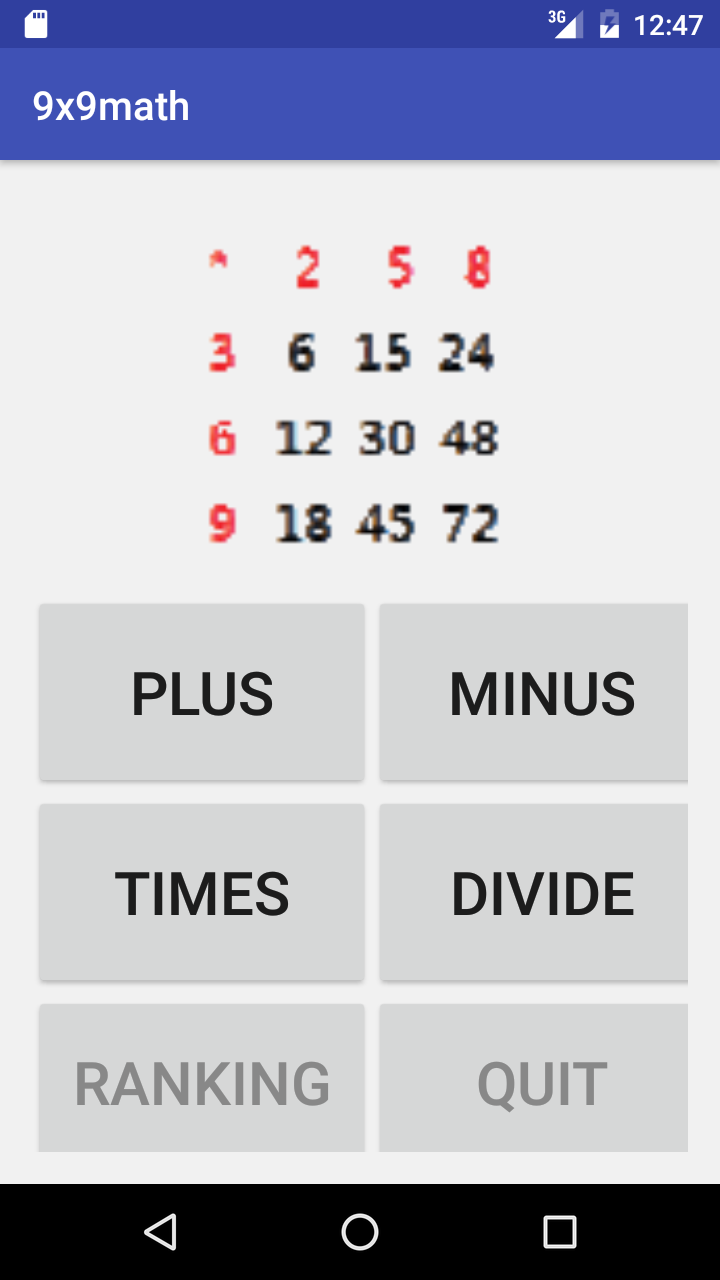 3G 12:47
9x9math
* 2 5 8
3 6 15 24
6 12 30 48
9 18 45 72
PLUS MINUS
TIMES DIVIDE
RANKING QUIT